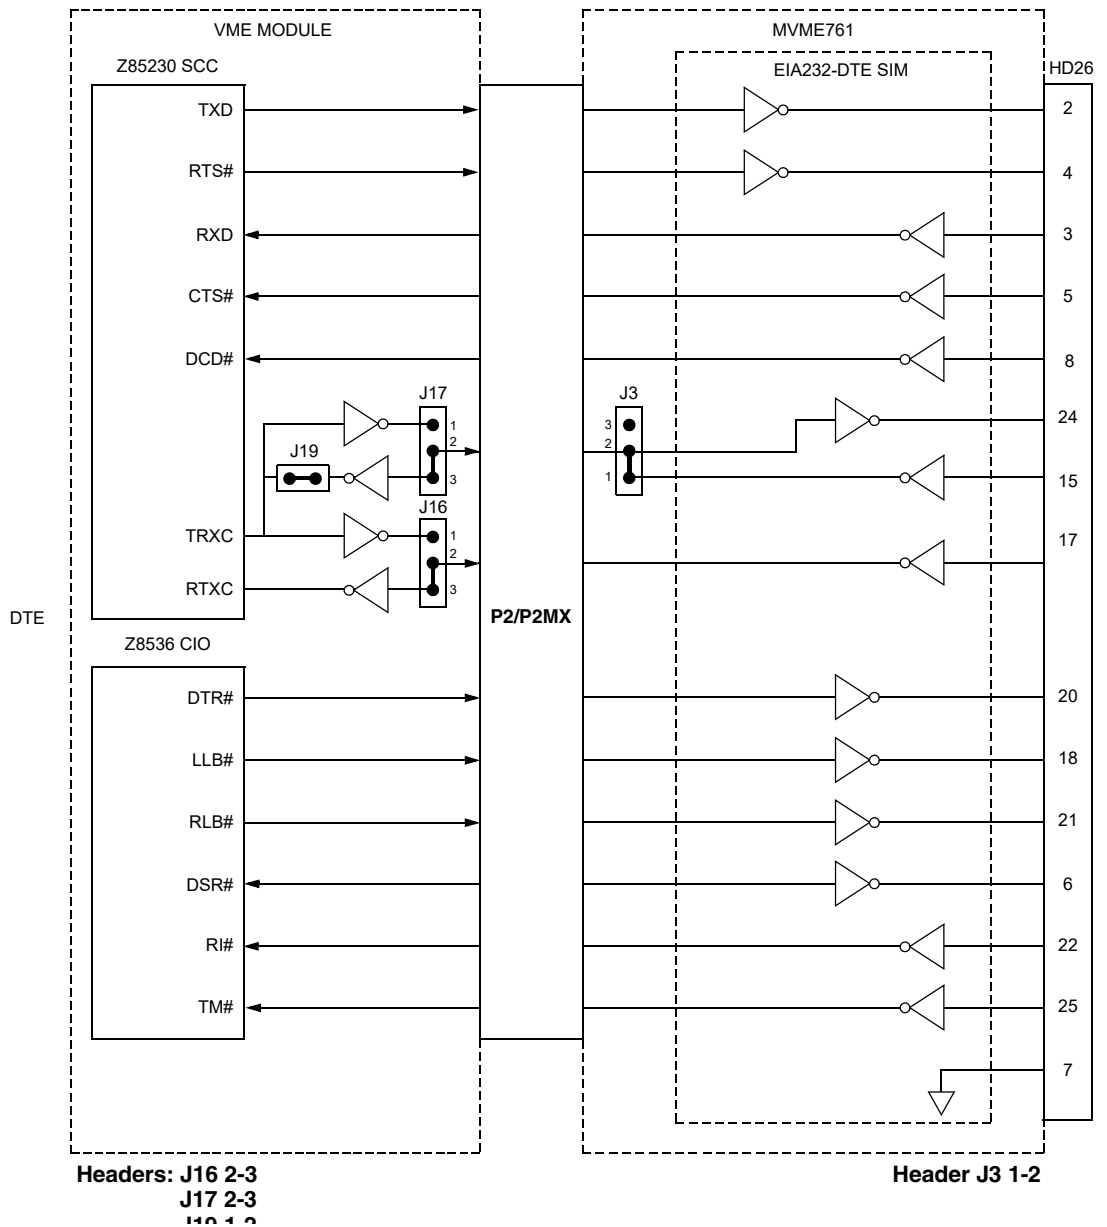 VME MODULE
MVME761
Z85230 SCC
EIA232-DTE SIM
HD26
TXD
2
RTS#
4
RXD
3
CTS#
5
DCD#
8
J17
J3
1
3
24
J19
2
2
3
1
15
J16
TRXC
1
17
2
RTXC
3
DTE
P2/P2MX
Z8536 CIO
DTR#
20
LLB#
18
RLB#
21
DSR#
6
RI#
22
TM#
25
7
Headers: J16 2-3
Header J3 1-2
J17 2-3
J19 1-2